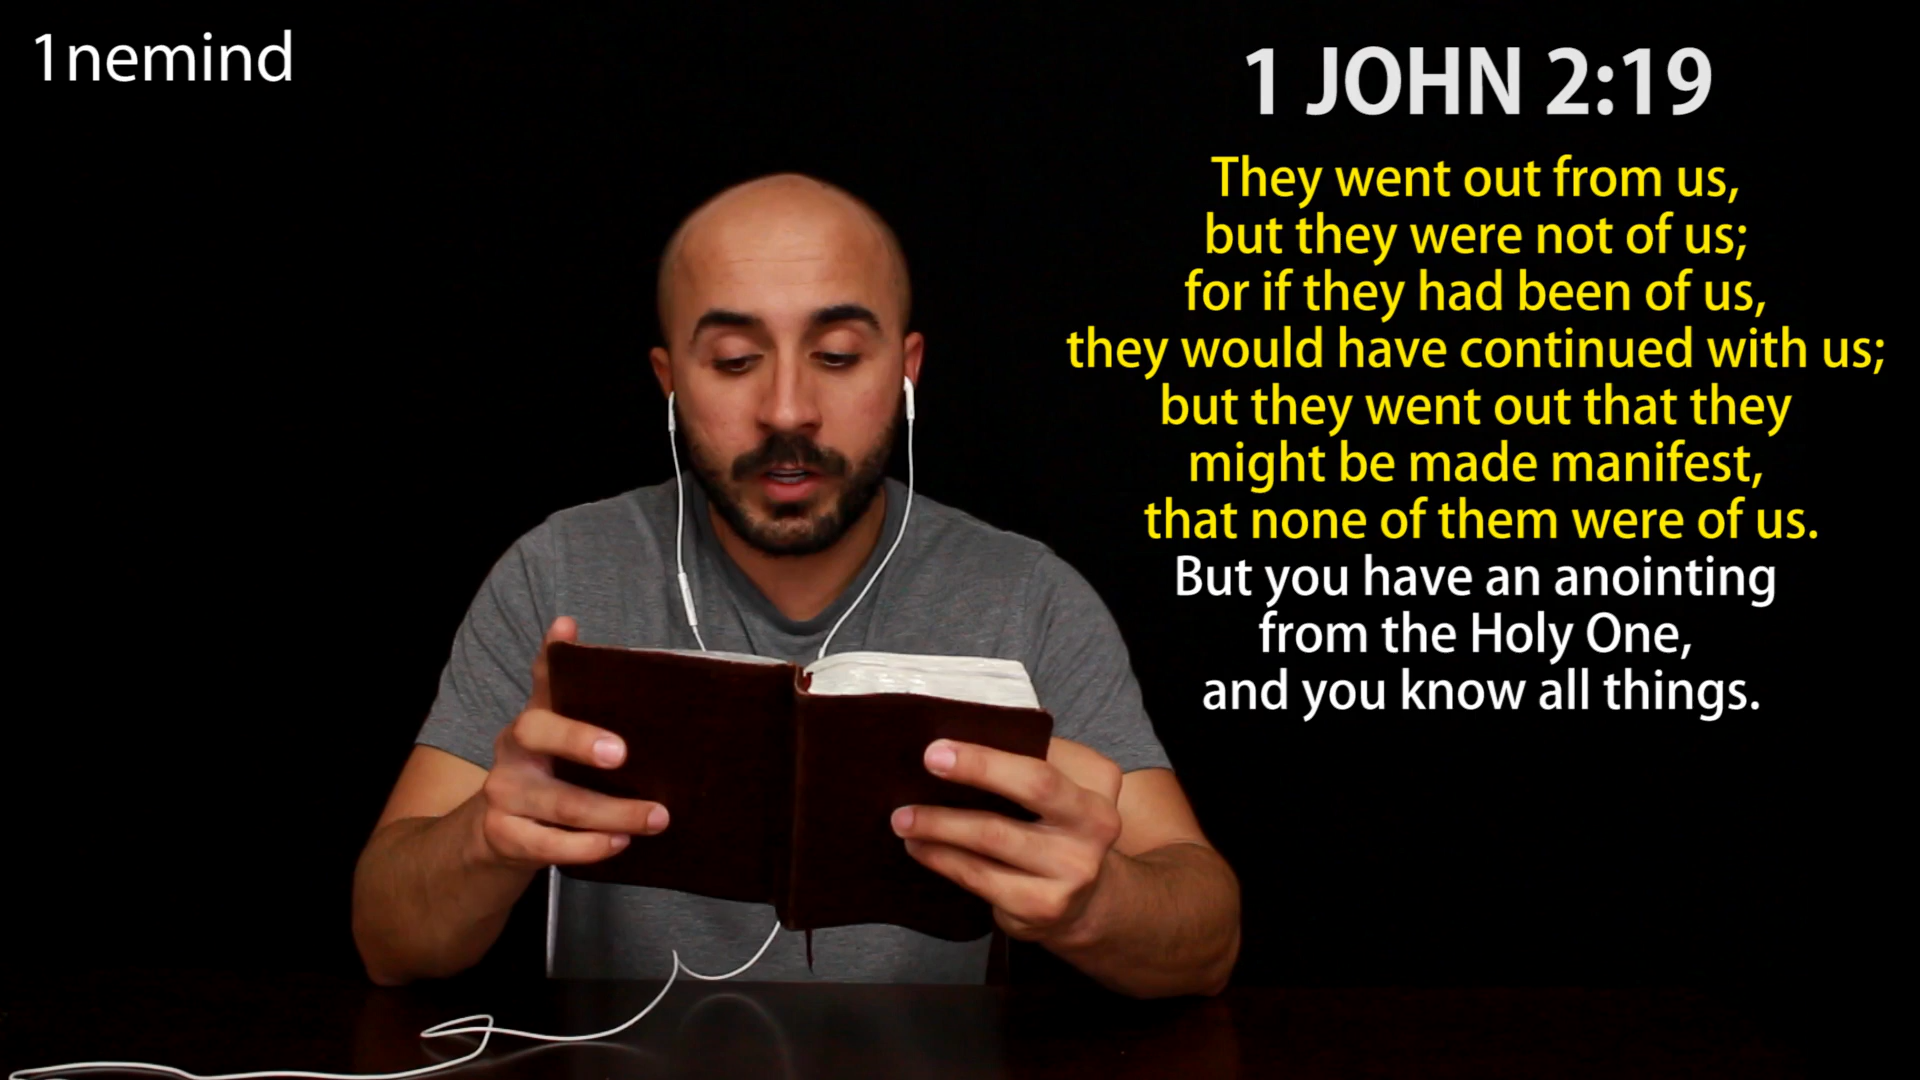 1nemind
1 JOHN 2:19
They went out from us,
but they were not of us;
for if they had been of us,
they would have continued with us;
but they went out that they
might be made manifest,
that none of them were of us.
But you have an anointing
from the Holy One,
and you know all things.